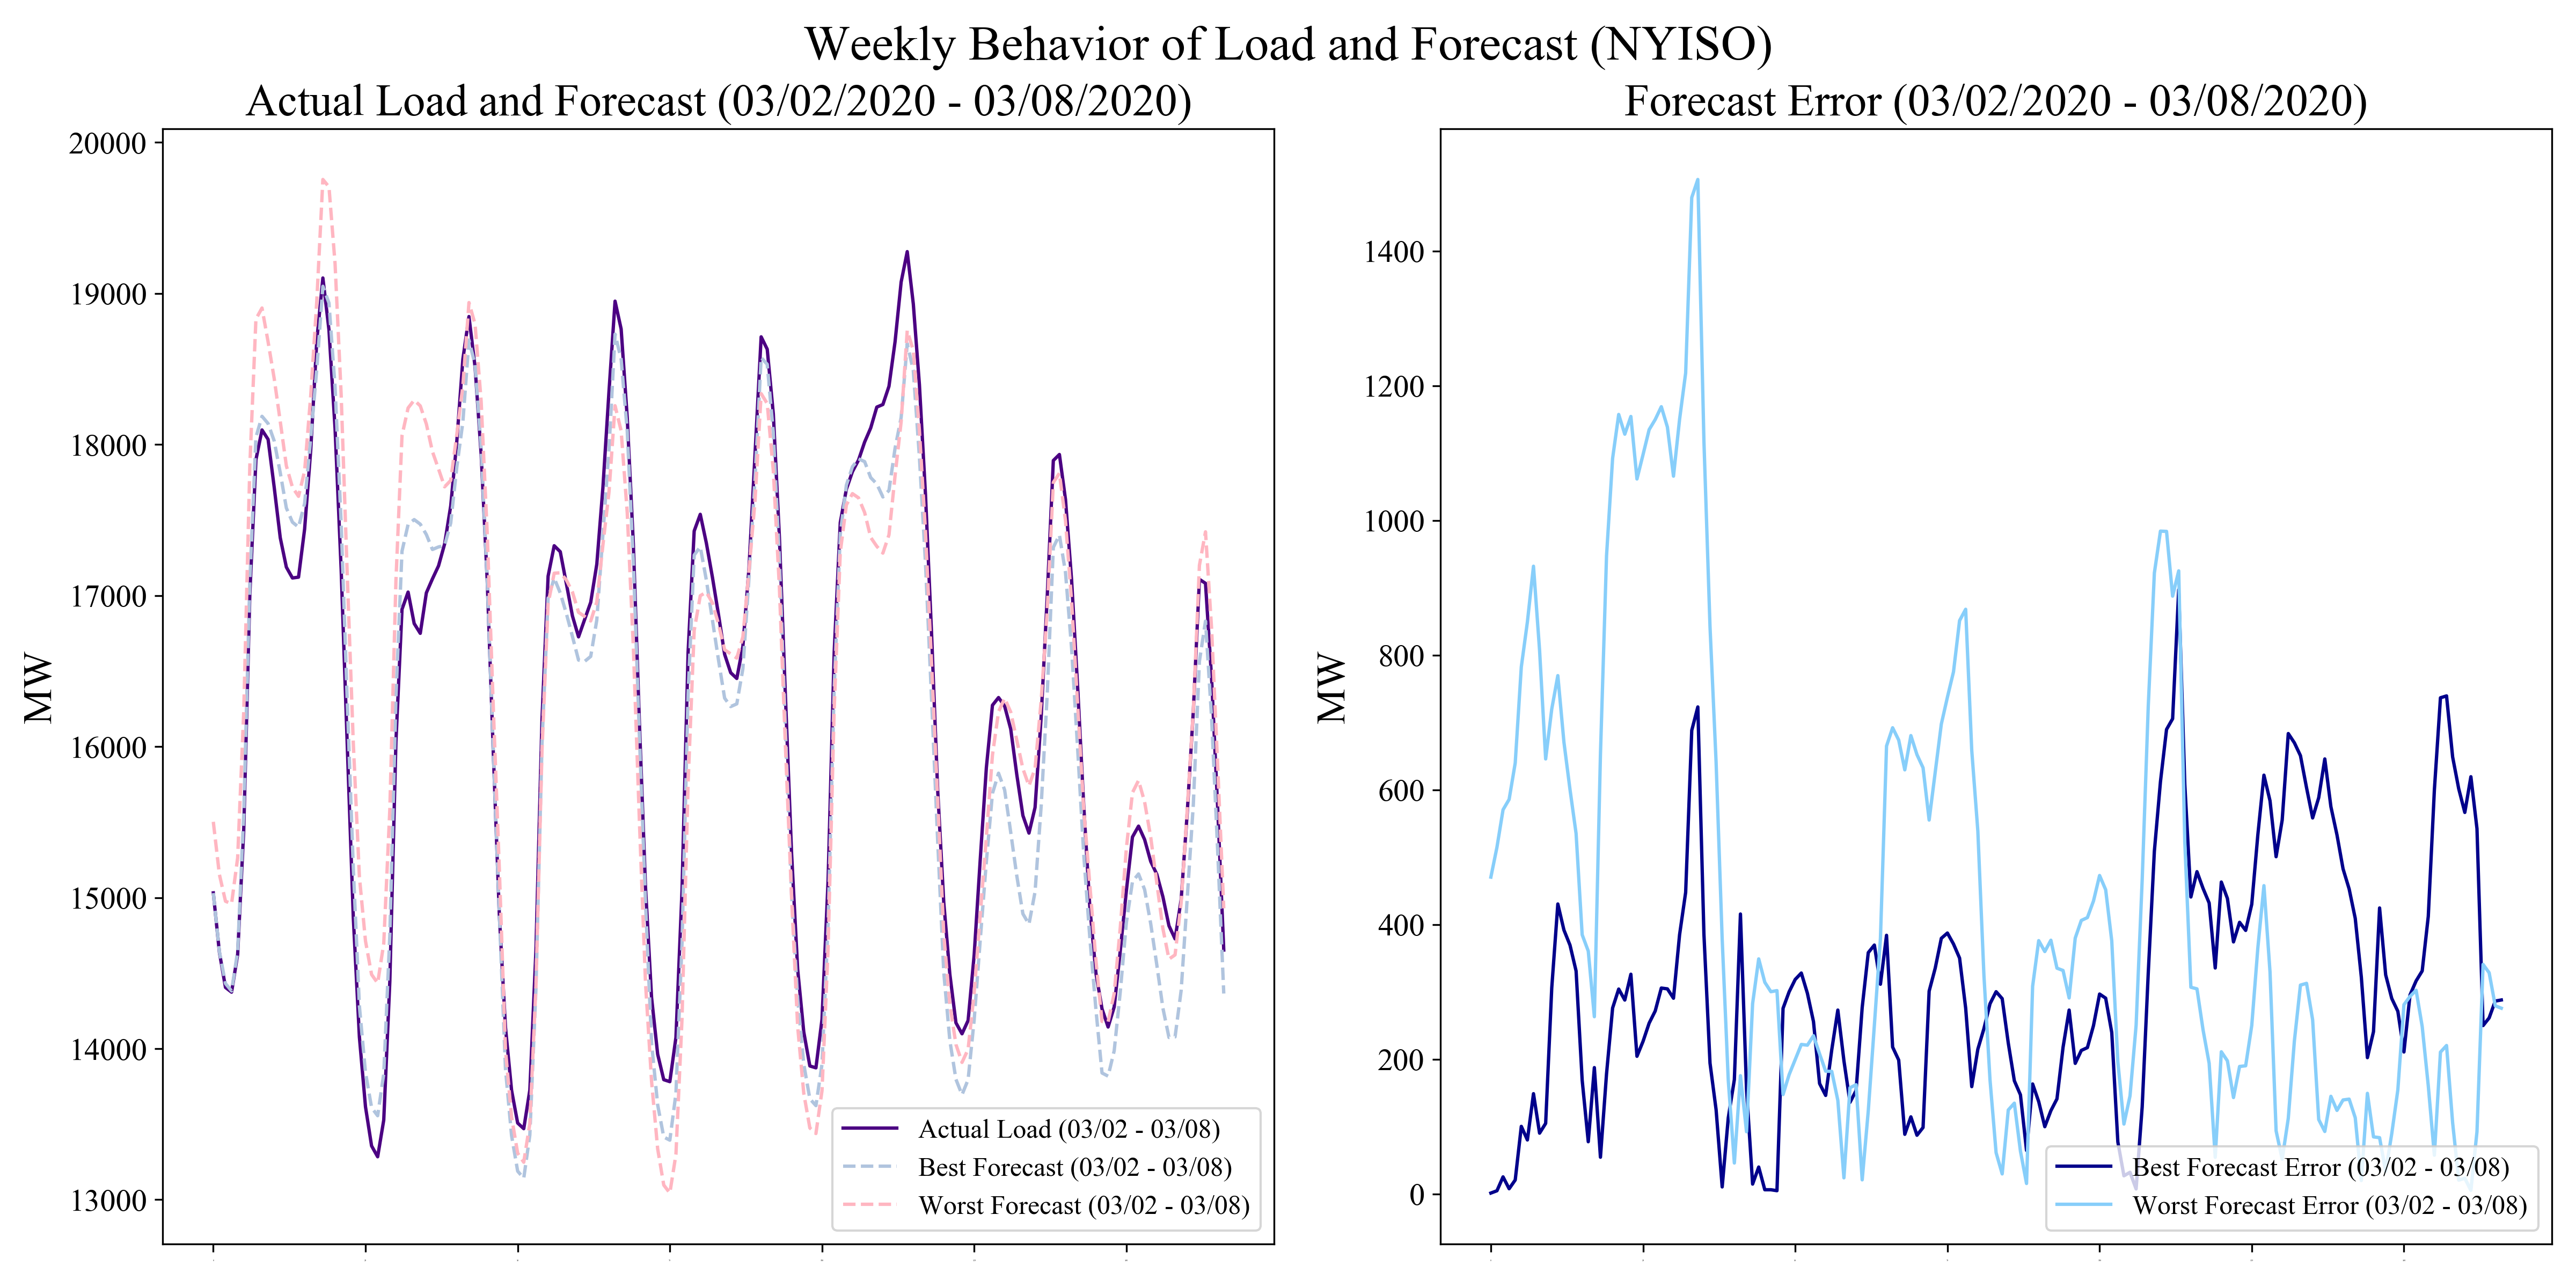 Weekly Behavior of Load and Forecast (NYISO)
Actual Load and Forecast (03/02/2020 - 03/08/2020)
20000
19000
18000
17000
16000
15000
14000
13000
MW
Actual Load (03/02 - 03/08)
Best Forecast (03/02 - 03/08)
Worst Forecast (03/02 - 03/08)
Forecast Error (03/02/2020 - 03/08/2020)
1400
1200
1000
800
600
400
200
0
MW
Best Forecast Error (03/02 - 03/08)
Worst Forecast Error (03/02 - 03/08)